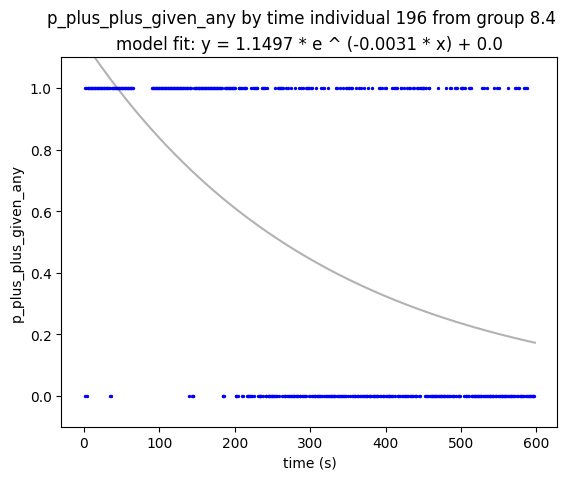 p_plus_plus_given_any by time individual 196 from group 8.4
model fit: y = 1.1497 * e ^ (-0.0031 * x) + 0.0
p_plus_plus_given_any
1.0
0.8
0.6
0.4
0.2
0.0
0 100 200 300 400 500 600
time (s)